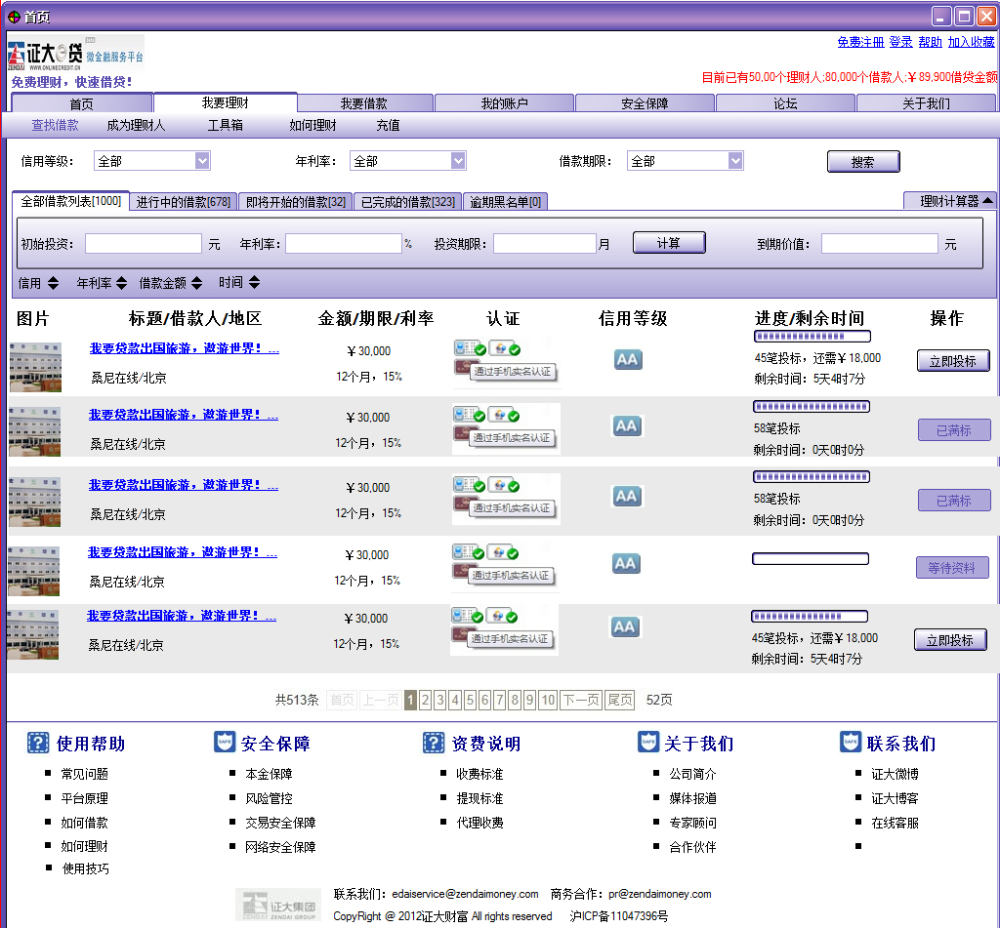 首页
证大e贷 微金融服务平台
ZENDAI WWW.ONLINECREDIT.CN
免费理财，快速借贷！
免费注册 登录 帮助 加入收藏
目前已有50,00个理财人:80,000个借款人:￥89,900借贷金额
首页 我要理财 我要借款 我的账户 安全保障 论坛 关于我们
查找借款 成为理财人 工具箱 如何理财 充值
信用等级： 全部 年利率： 全部 借款期限： 全部 搜索
全部借款列表[1000] 进行中的借款[678] 即将开始的借款[32] 已完成的借款[323] 逾期黑名单[0] 理财计算器
初始投资： 元 年利率： % 投资期限： 月 计算 到期价值： 元
信用 年利率 借款金额 时间
图片 标题/借款人/地区 金额/期限/利率 认证 信用等级 进度/剩余时间 操作
我要贷款出国旅游，遨游世界！...
桑尼在线/北京
￥30,000
12个月，15%
通过手机实名认证
AA
45笔投标，还需￥18,000
剩余时间：5天4时7分
立即投标
我要贷款出国旅游，遨游世界！...
桑尼在线/北京
￥30,000
12个月，15%
通过手机实名认证
AA
58笔投标
剩余时间：0天0时0分
已满标
我要贷款出国旅游，遨游世界！...
桑尼在线/北京
￥30,000
12个月，15%
通过手机实名认证
AA
58笔投标
剩余时间：0天0时0分
已满标
我要贷款出国旅游，遨游世界！...
桑尼在线/北京
￥30,000
12个月，15%
通过手机实名认证
AA
等待资料
我要贷款出国旅游，遨游世界！...
桑尼在线/北京
￥30,000
12个月，15%
通过手机实名认证
AA
45笔投标，还需￥18,000
剩余时间：5天4时7分
立即投标
共513条 首页 上一页 1 2 3 4 5 6 7 8 9 10 下一页 尾页 52页
使用帮助
常见问题
平台原理
如何借款
如何理财
使用技巧
SAFE 安全保障
本金保障
风险管控
交易安全保障
网络安全保障
资费说明
收费标准
提现标准
代理收费
SAFE 关于我们
公司简介
媒体报道
专家顾问
合作伙伴
SAFE 联系我们
证大微博
证大博客
在线客服
证大集团
ZENDAI GROUP
联系我们：edaiservice@zendaimoney.com 商务合作：pr@zendaimoney.com
CopyRight @ 2012证大财富 All rights reserved 沪ICP备11047396号